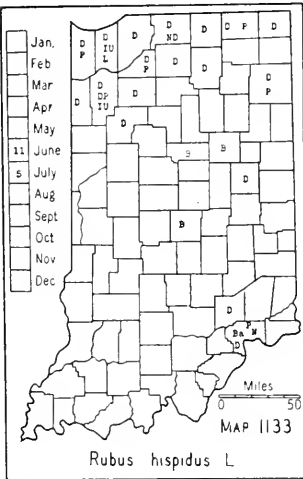 Jan.
Feb
Mar
Apr
May
11 June
5 July
Aug
Sept
Oct
Nov
Dec
D P
D IU L
D
D ND
D
D P
D
D P
D
D P
D
D DP IU
D
D
9
B
D
B
D
P
Ba N
D
Miles
0 50
MAP 1133
Rubus hispidus L